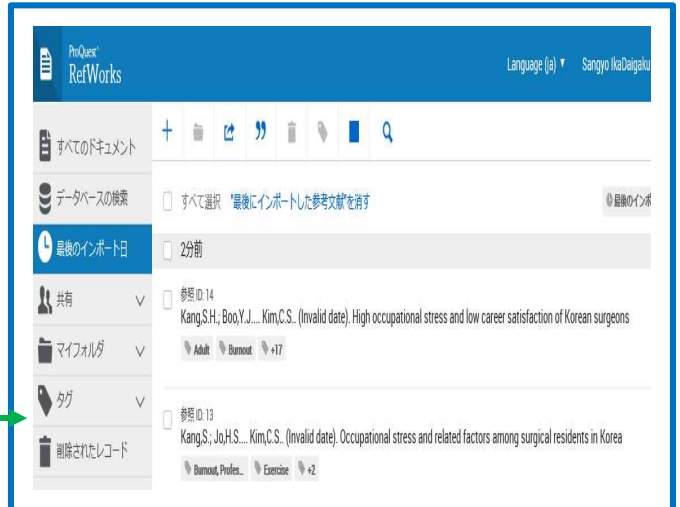 ProQuest®
RefWorks
Language (ja) ▼ Sangyo IkaDaigaku
すべてのドキュメント
データベースの検索
最後のインポート日
共有
マイフォルダ
タグ
削除されたレコード
すべて選択 "最後にインポートした参考文献"を消す
最後のインポ
2分前
参照 ID: 14
Kang,S.H.; Boo,Y.J.... Kim,C.S.. (Invalid date). High occupational stress and low career satisfaction of Korean surgeons
Adult Burnout +17
参照 ID: 13
Kang,S.; Jo,H.S.... Kim,C.S.. (Invalid date). Occupational stress and related factors among surgical residents in Korea
Burnout, Profes... Exercise +2